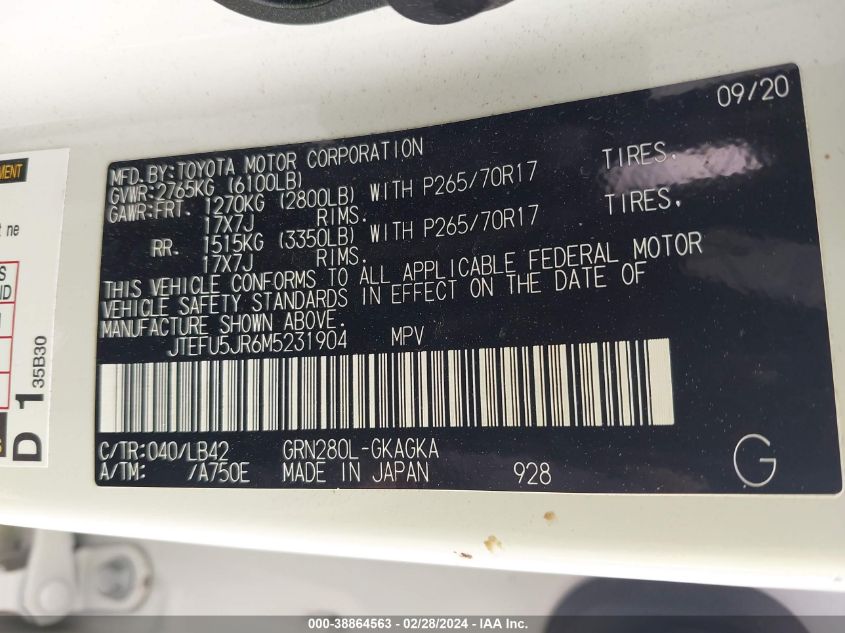 09/20
MFD.BY:TOYOTA MOTOR CORPORATION
GVWR:2765KG (6100LB)
GAWR:FRT. 1270KG (2800LB) WITH P265/70R17 TIRES.
17X7J RIMS.
RR. 1515KG (3350LB) WITH P265/70R17 TIRES.
17X7J RIMS.
THIS VEHICLE CONFORMS TO ALL APPLICABLE FEDERAL MOTOR
VEHICLE SAFETY STANDARDS IN EFFECT ON THE DATE OF
MANUFACTURE SHOWN ABOVE.
JTEFU5JR6M5231904 MPV
C/TR:040/LB42 GRN280L-GKAGKA
A/TM: /A750E MADE IN JAPAN 928
G
D 1 35B30
ne
000-38864563 - 02/28/2024 - IAA Inc.